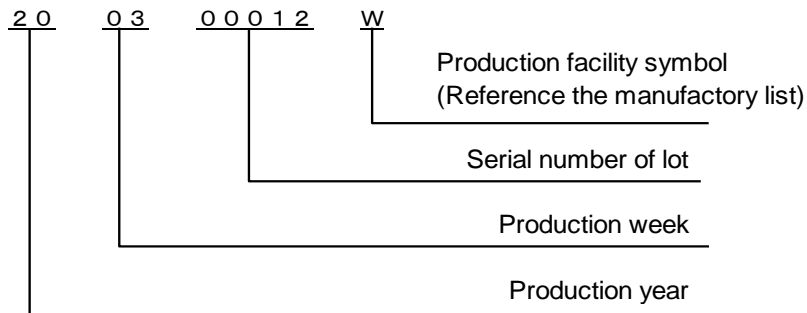 ２０ ０３ ０００１２ W
Production facility symbol
(Reference the manufactory list)
Serial number of lot
Production week
Production year